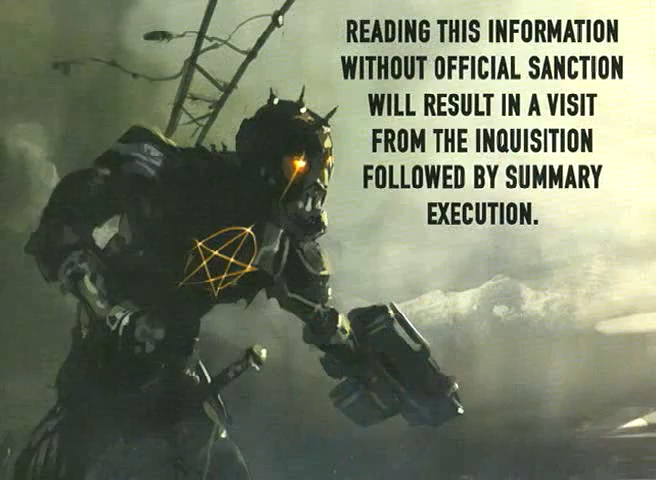 READING THIS INFORMATION
WITHOUT OFFICIAL SANCTION
WILL RESULT IN A VISIT
FROM THE INQUISITION
FOLLOWED BY SUMMARY
EXECUTION.